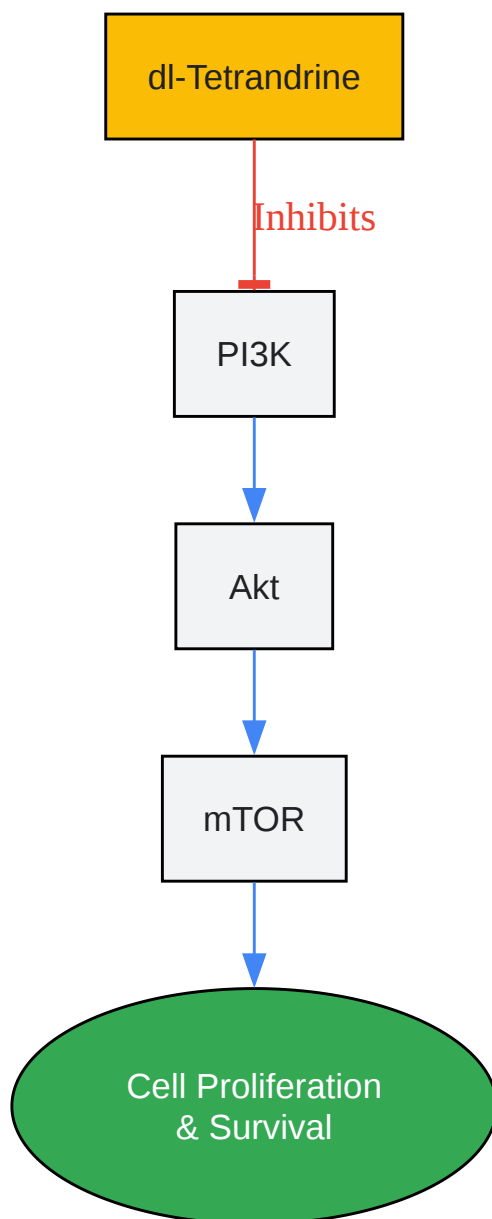 dl-Tetrandrine
Inhibits
PI3K
Akt
mTOR
Cell Proliferation
& Survival